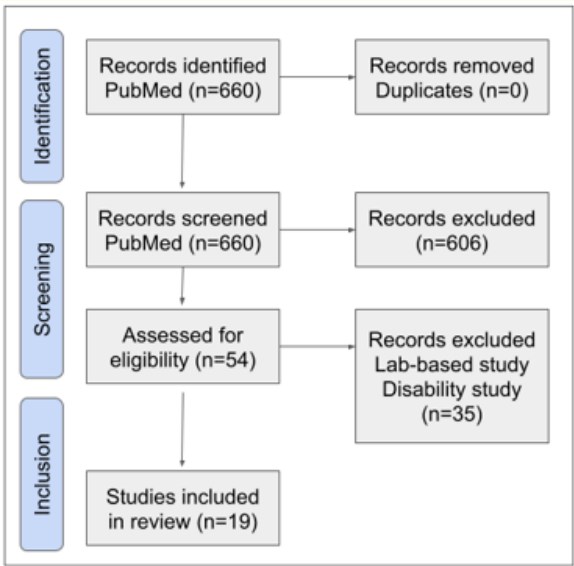 Identification
Records identified
PubMed (n=660)
Records removed
Duplicates (n=0)
Screening
Records screened
PubMed (n=660)
Records excluded
(n=606)
Assessed for
eligibility (n=54)
Records excluded
Lab-based study
Disability study
(n=35)
Inclusion
Studies included
in review (n=19)